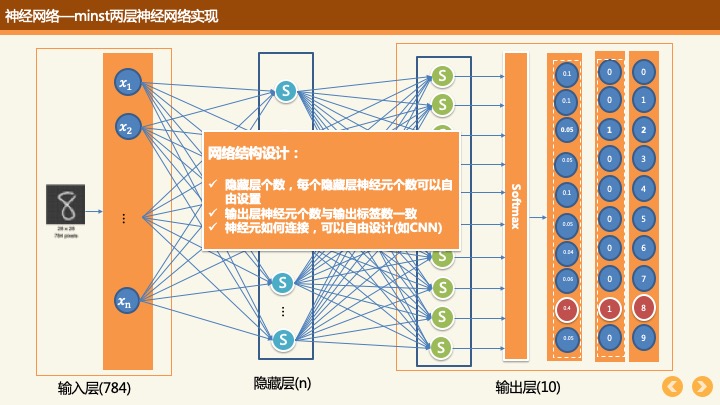 神经网络—minst两层神经网络实现
x1
x2
⋮
xn
28 x 28
784 pixels
输入层(784)
S
S
⋮
S
隐藏层(n)
网络结构设计：
✓ 隐藏层个数，每个隐藏层神经元个数可以自
由设置
✓ 输出层神经元个数与输出标签数一致
✓ 神经元如何连接，可以自由设计(如CNN)
S
S
S
S
S
S
S
Softmax
0.1
0.1
0.05
0.05
0.1
0.05
0.04
0.06
0.4
0.05
0
0
1
0
0
0
0
0
1
0
0
1
2
3
4
5
6
7
8
9
输出层(10)